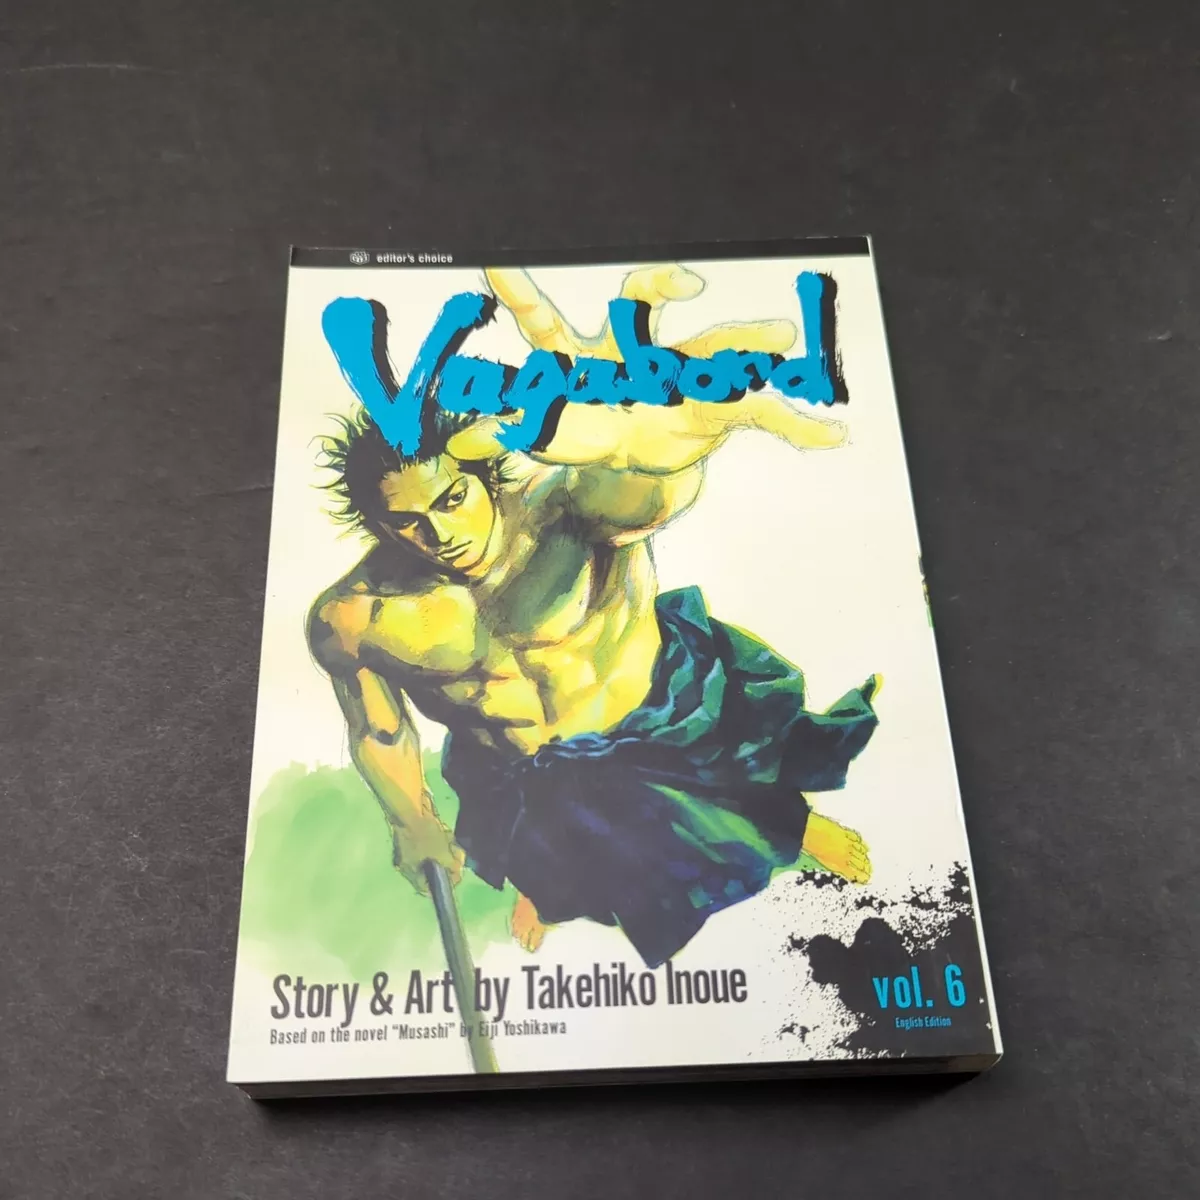 editor's choice
Vagabond
Story & Art by Takehiko Inoue
Based on the novel "Musashi" by Eiji Yoshikawa
vol. 6
English Edition